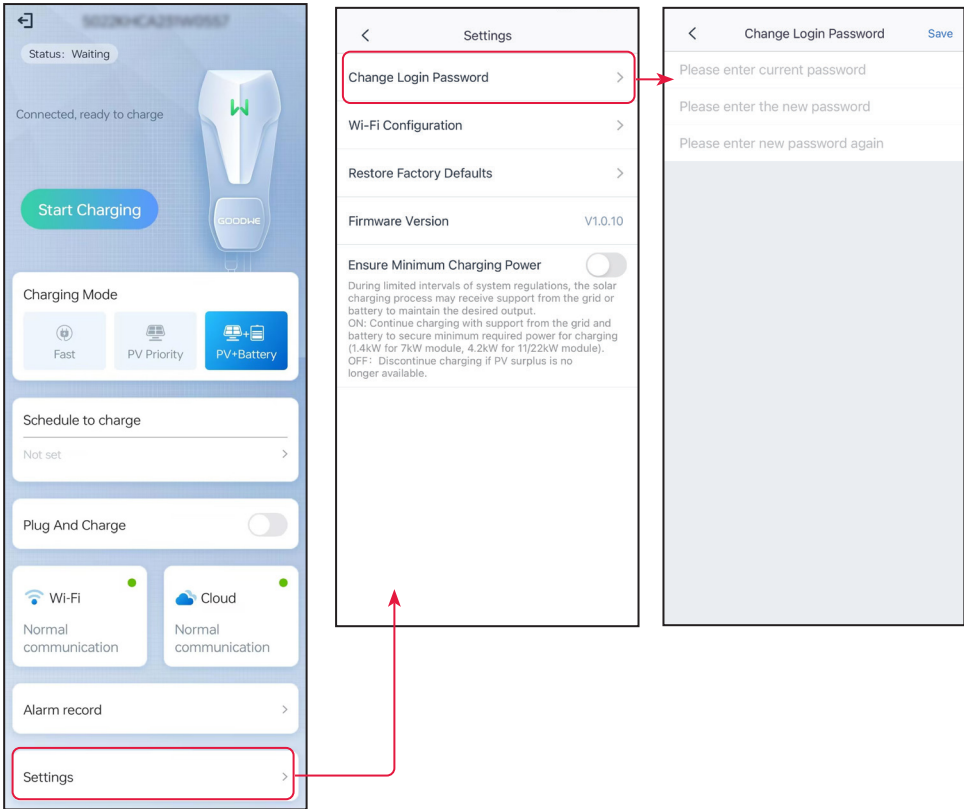 Status: Waiting
Connected, ready to charge
Start Charging
GOODWE
Charging Mode
Fast
PV Priority
PV+Battery
Schedule to charge
Not set
Plug And Charge
Wi-Fi
Normal
communication
Cloud
Normal
communication
Alarm record
Settings
Settings
Change Login Password
Wi-Fi Configuration
Restore Factory Defaults
Firmware Version V1.0.10
Ensure Minimum Charging Power
During limited intervals of system regulations, the solar
charging process may receive support from the grid or
battery to maintain the desired output.
ON: Continue charging with support from the grid and
battery to secure minimum required power for charging
(1.4kW for 7kW module, 4.2kW for 11/22kW module).
OFF: Discontinue charging if PV surplus is no
longer available.
Change Login Password Save
Please enter current password
Please enter the new password
Please enter new password again